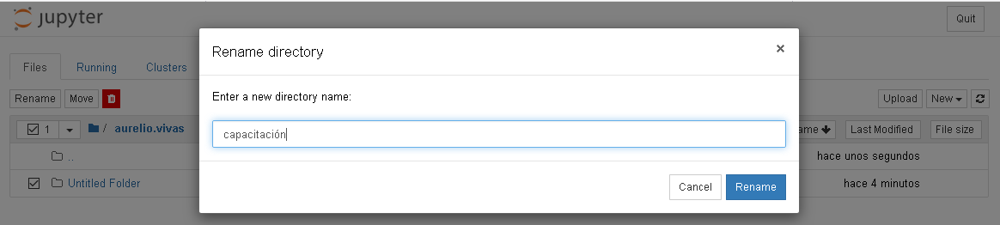 jupyter
Quit
Rename directory ×
Files Running Clusters
Enter a new directory name:
Rename Move Upload New
capacitación
1 / aurelio.vivas Last Modified File size
.. hace unos segundos
Untitled Folder hace 4 minutos
Cancel Rename